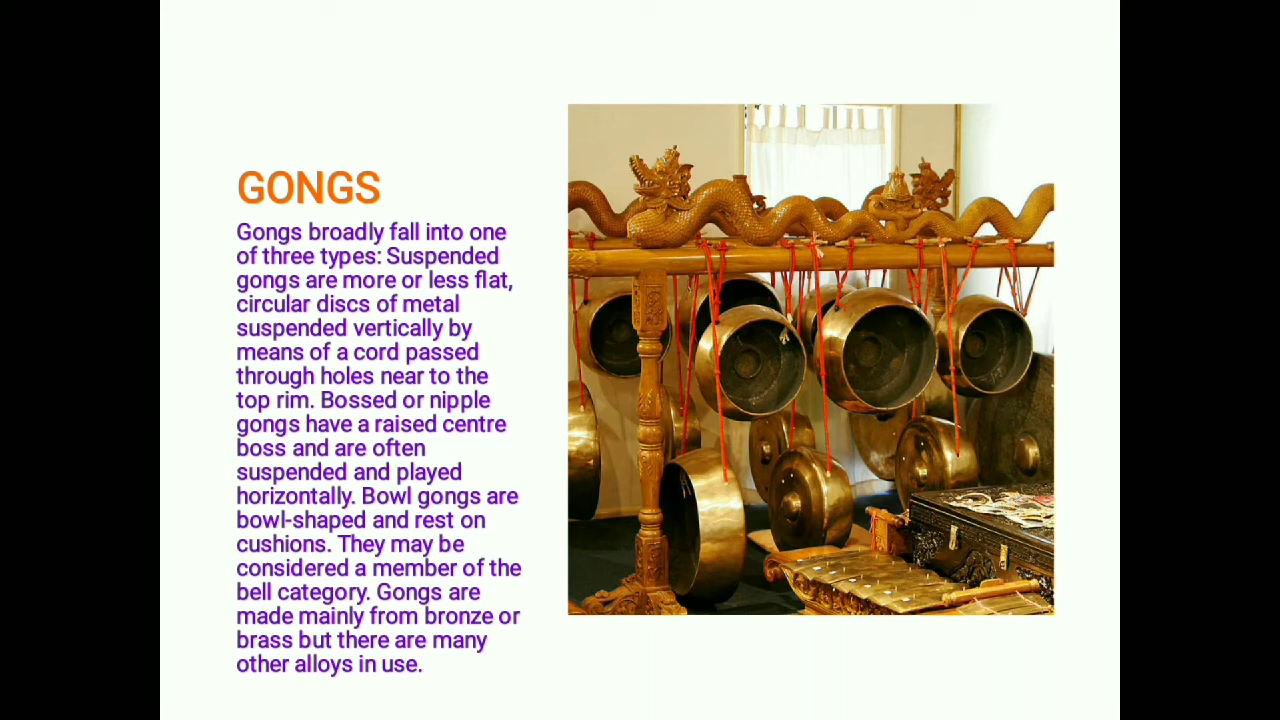 GONGS
Gongs broadly fall into one
of three types: Suspended
gongs are more or less flat,
circular discs of metal
suspended vertically by
means of a cord passed
through holes near to the
top rim. Bossed or nipple
gongs have a raised centre
boss and are often
suspended and played
horizontally. Bowl gongs are
bowl-shaped and rest on
cushions. They may be
considered a member of the
bell category. Gongs are
made mainly from bronze or
brass but there are many
other alloys in use.